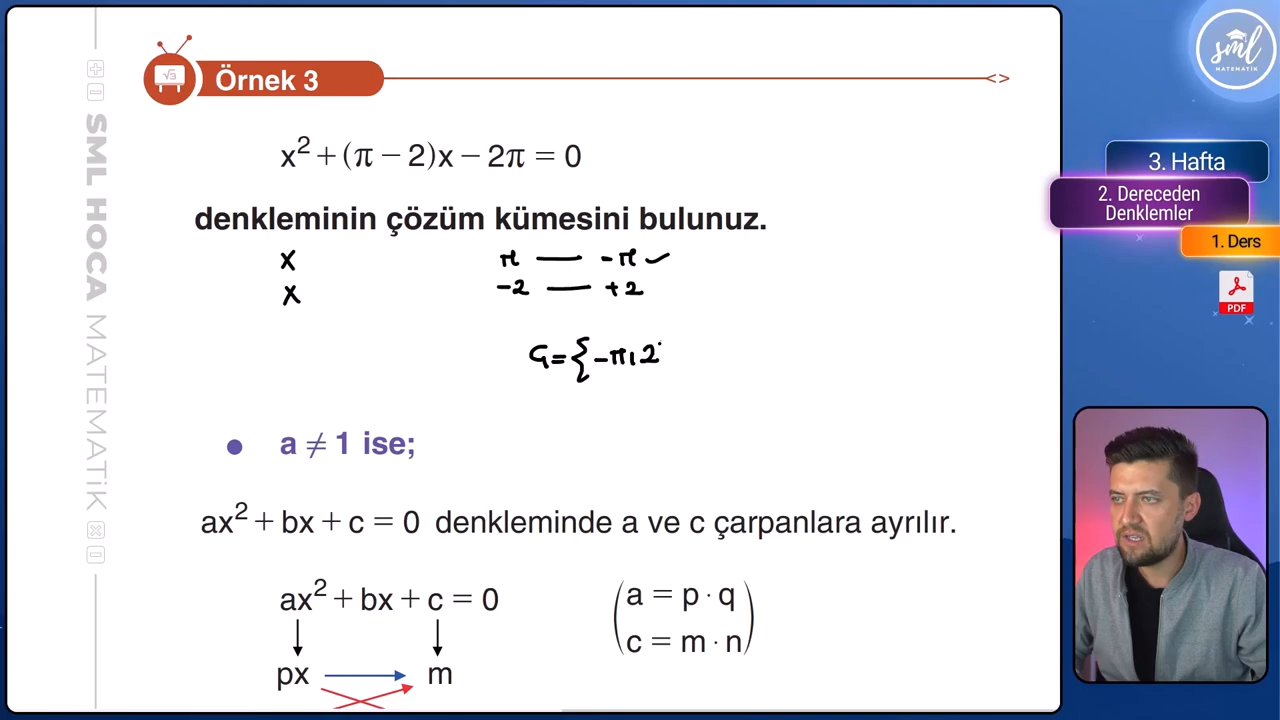 Örnek 3
√3
x² + (π − 2)x − 2π = 0
denkleminin çözüm kümesini bulunuz.
x π — -π ✓
x -2 — +2
Ç = { -π, 2
a ≠ 1 ise;
ax² + bx + c = 0 denkleminde a ve c çarpanlara ayrılır.
ax² + bx + c = 0
a = p · q
c = m · n
px m
SML HOCA MATEMATİK
sml
MATEMATİK
3. Hafta
2. Dereceden
Denklemler
1. Ders
PDF